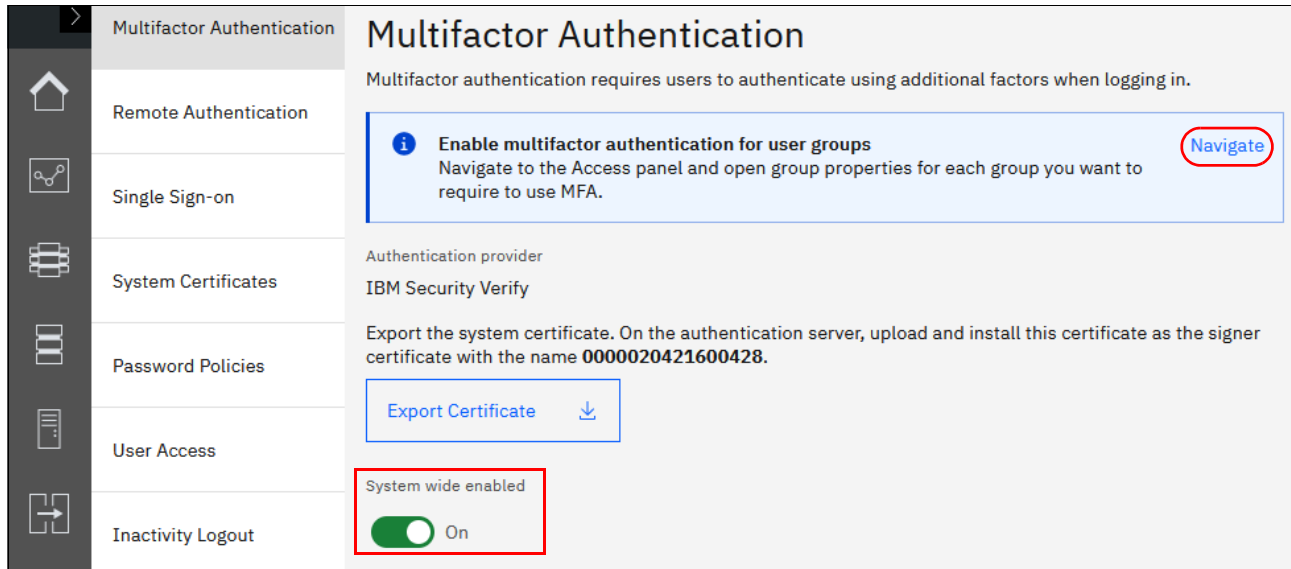 Multifactor Authentication
Remote Authentication
Single Sign-on
System Certificates
Password Policies
User Access
Inactivity Logout
Multifactor Authentication
Multifactor authentication requires users to authenticate using additional factors when logging in.
Enable multifactor authentication for user groups
Navigate
Navigate to the Access panel and open group properties for each group you want to
require to use MFA.
Authentication provider
IBM Security Verify
Export the system certificate. On the authentication server, upload and install this certificate as the signer
certificate with the name 0000020421600428.
Export Certificate
System wide enabled
On